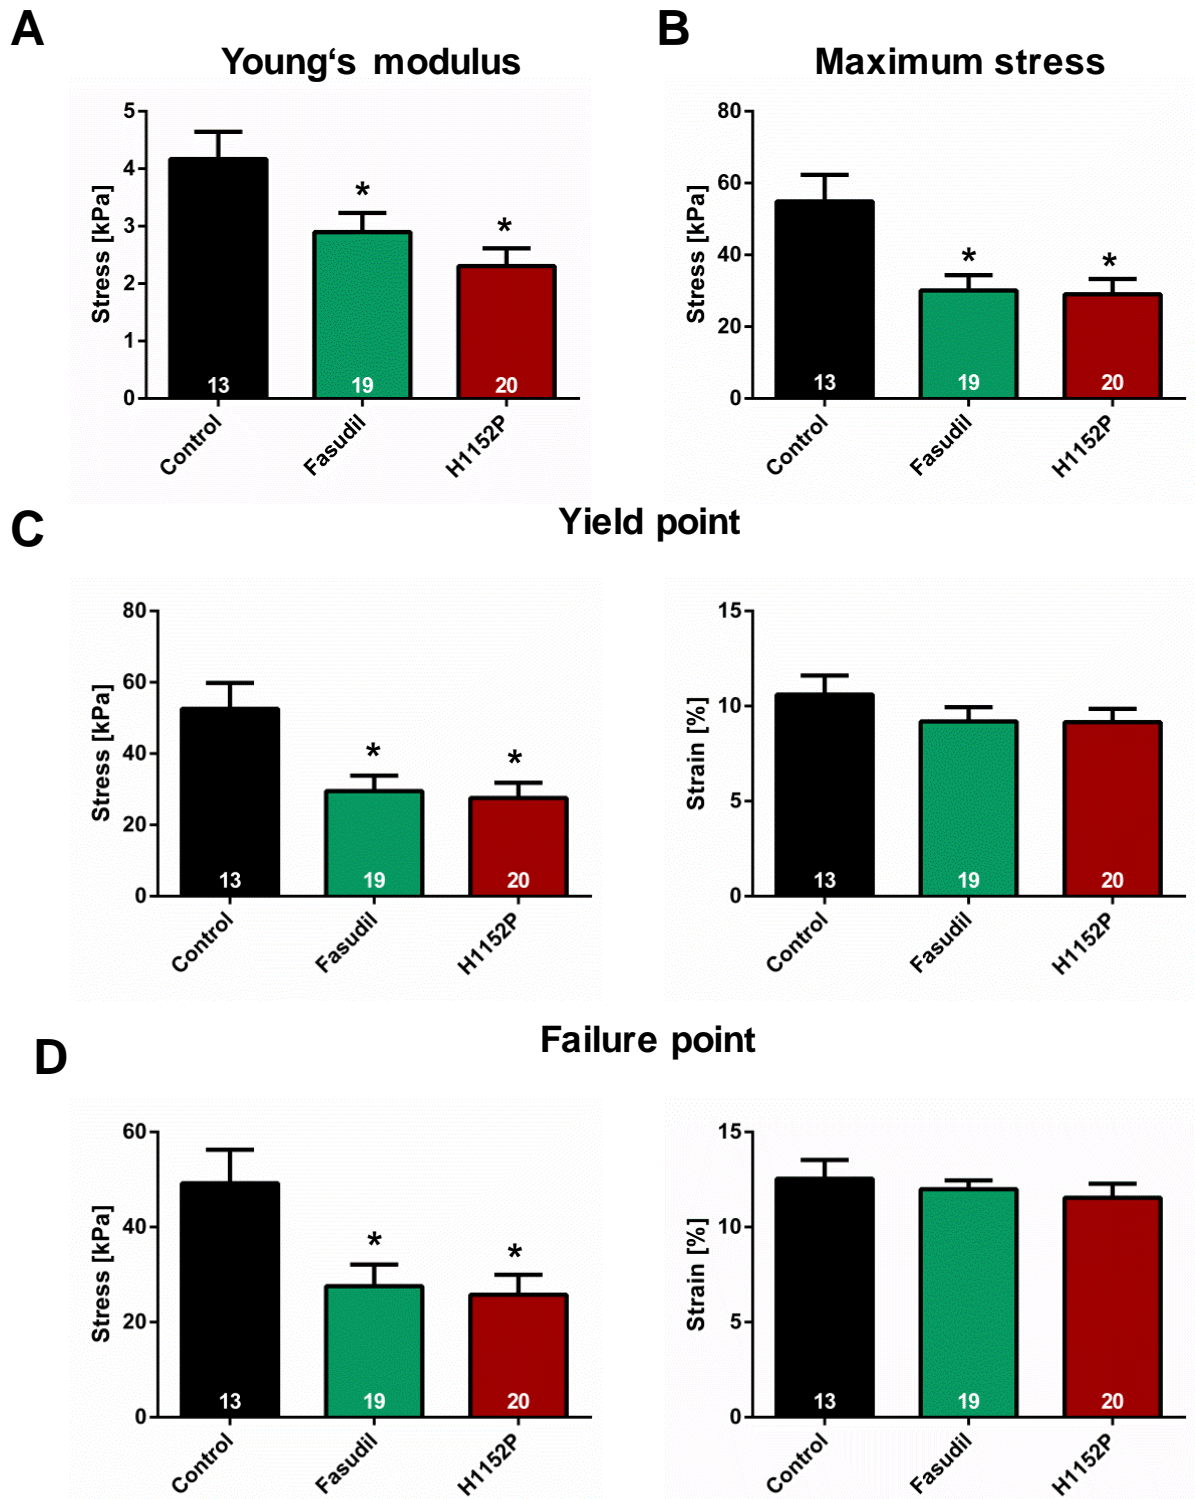 A
B
Young‘s modulus
Maximum stress
Stress [kPa]
5
4
3
2
1
0
*
*
13
19
20
Control
Fasudil
H1152P
Stress [kPa]
80
60
40
20
0
*
*
13
19
20
Control
Fasudil
H1152P
C
Yield point
Stress [kPa]
80
60
40
20
0
*
*
13
19
20
Control
Fasudil
H1152P
Strain [%]
15
10
5
0
13
19
20
Control
Fasudil
H1152P
D
Failure point
Stress [kPa]
60
40
20
0
*
*
13
19
20
Control
Fasudil
H1152P
Strain [%]
15
10
5
0
13
19
20
Control
Fasudil
H1152P